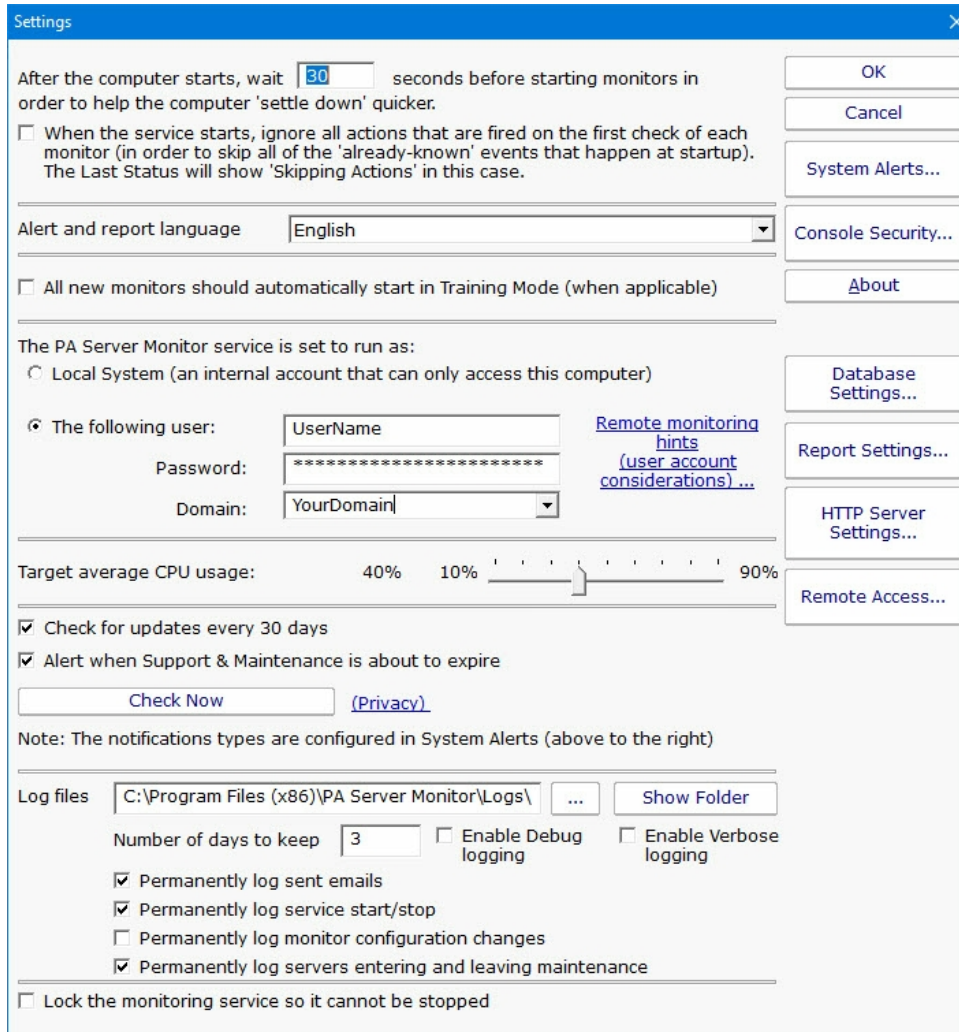 Settings
After the computer starts, wait 30 seconds before starting monitors in
order to help the computer 'settle down' quicker.
When the service starts, ignore all actions that are fired on the first check of each
monitor (in order to skip all of the 'already-known' events that happen at startup).
The Last Status will show 'Skipping Actions' in this case.
Alert and report language English
All new monitors should automatically start in Training Mode (when applicable)
The PA Server Monitor service is set to run as:
Local System (an internal account that can only access this computer)
The following user: UserName
Password: ***********************
Domain: YourDomain
Remote monitoring
hints
(user account
considerations) ...
Target average CPU usage: 40% 10% 90%
Check for updates every 30 days
Alert when Support & Maintenance is about to expire
Check Now (Privacy)
Note: The notifications types are configured in System Alerts (above to the right)
Log files C:\Program Files (x86)\PA Server Monitor\Logs\ ... Show Folder
Number of days to keep 3
Enable Debug
logging
Enable Verbose
logging
Permanently log sent emails
Permanently log service start/stop
Permanently log monitor configuration changes
Permanently log servers entering and leaving maintenance
Lock the monitoring service so it cannot be stopped
OK
Cancel
System Alerts...
Console Security...
About
Database
Settings...
Report Settings...
HTTP Server
Settings...
Remote Access...